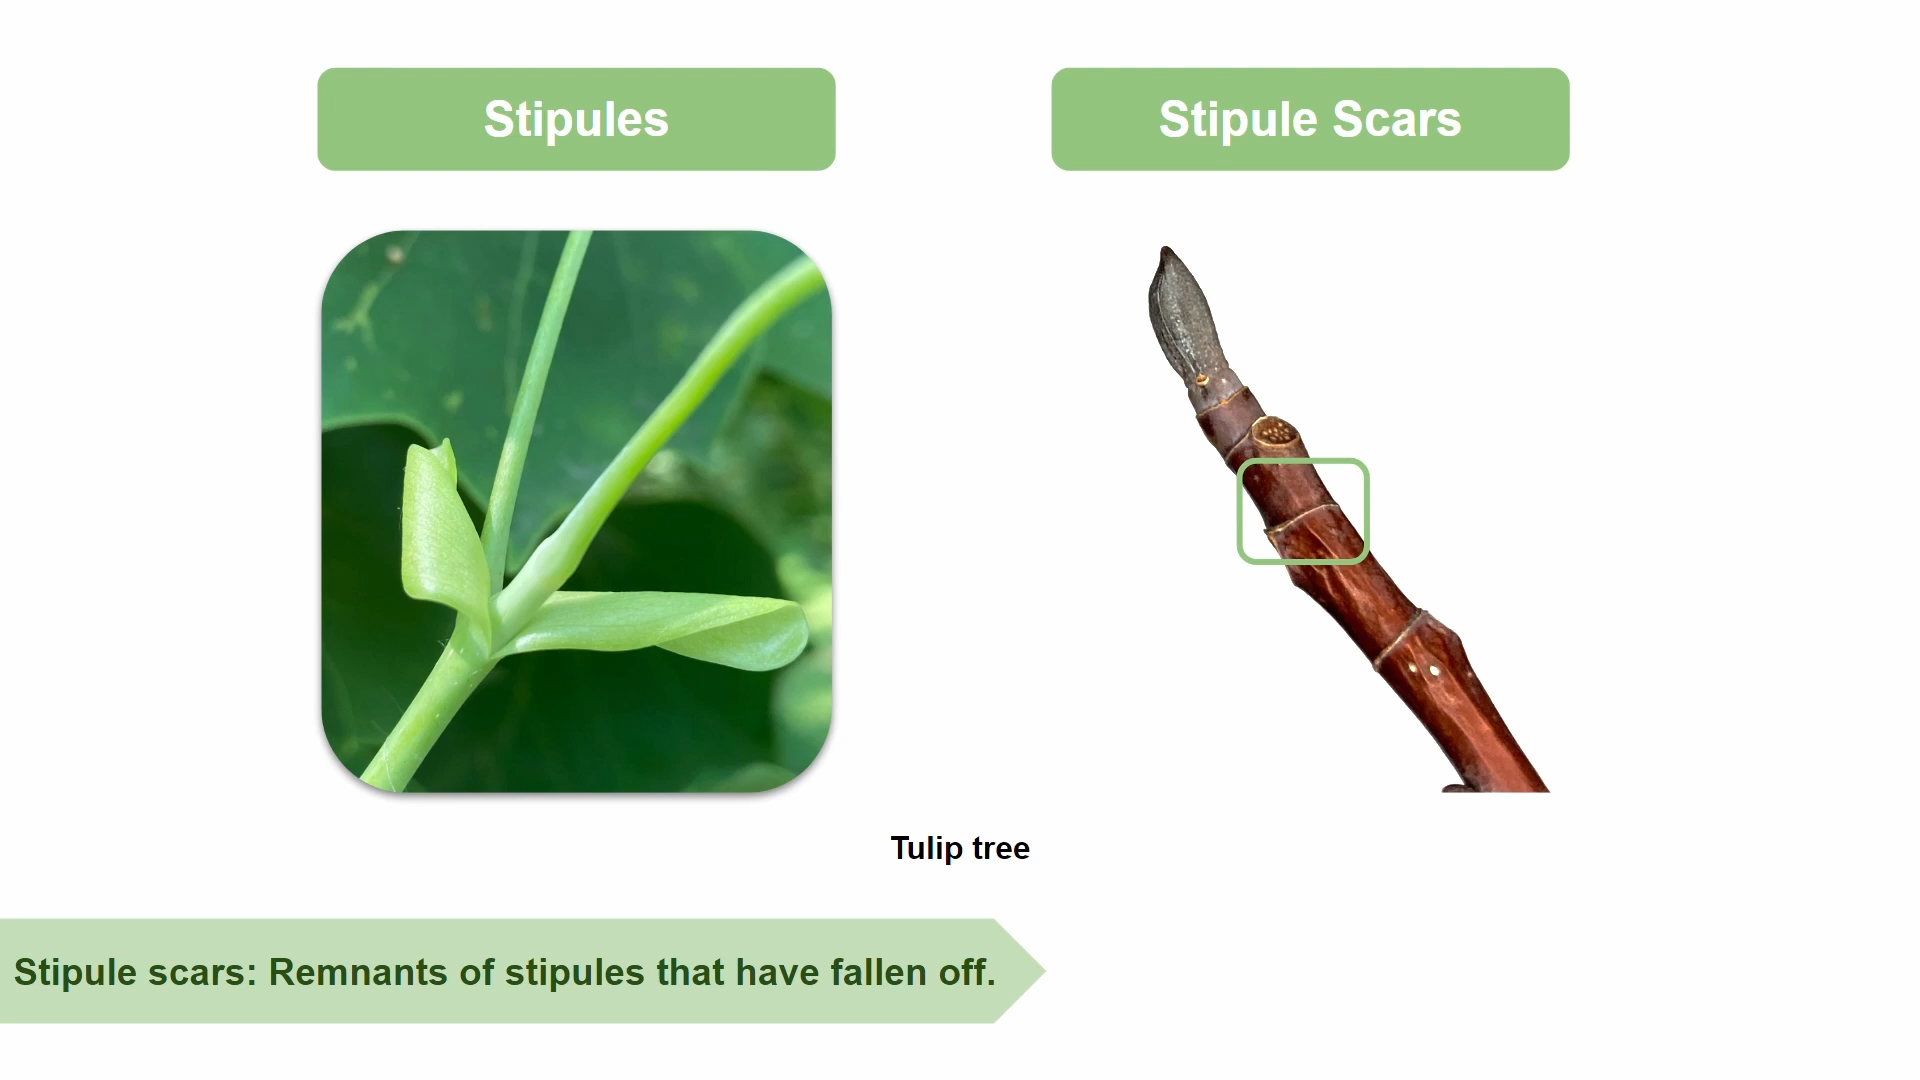 Stipules
Stipule Scars
Tulip tree
Stipule scars: Remnants of stipules that have fallen off.